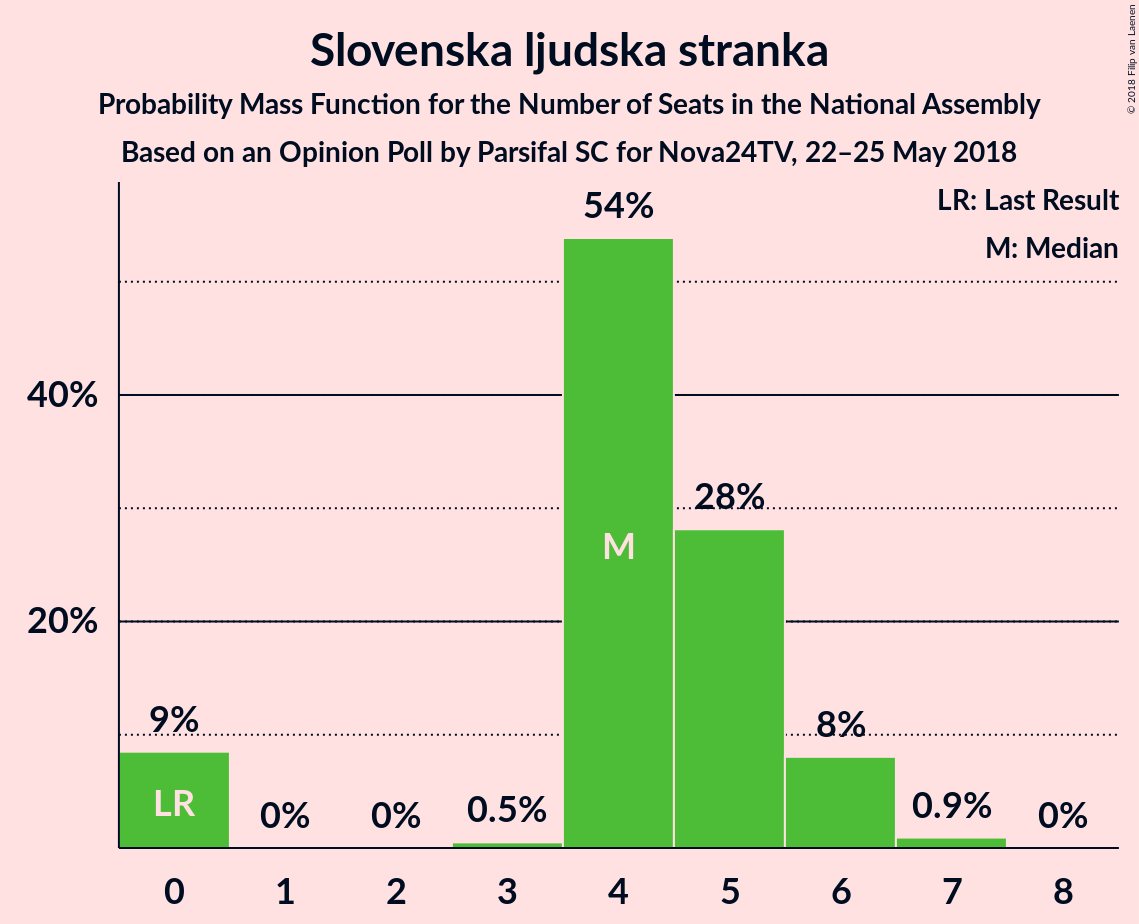 Slovenska ljudska stranka
Probability Mass Function for the Number of Seats in the National Assembly
Based on an Opinion Poll by Parsifal SC for Nova24TV, 22–25 May 2018
© 2018 Filip van Laenen
LR: Last Result
M: Median
40%
20%
9%
0%
0%
0.5%
54%
28%
8%
0.9%
0%
LR
M
0 1 2 3 4 5 6 7 8